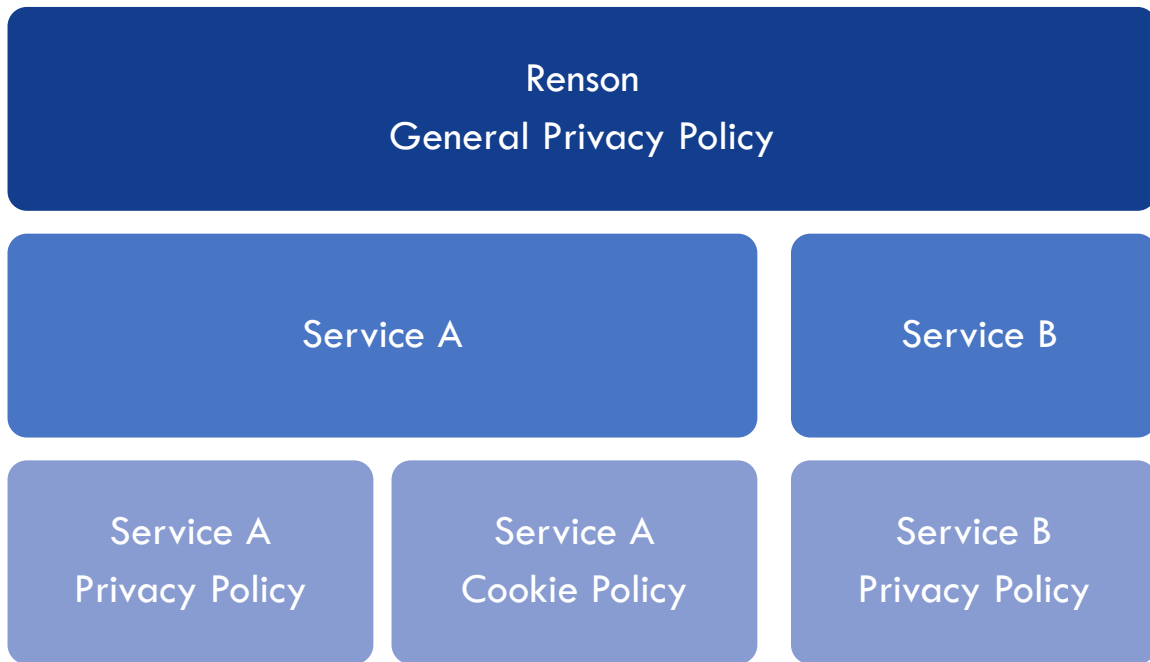 Renson
General Privacy Policy
Service A
Service B
Service A
Privacy Policy
Service A
Cookie Policy
Service B
Privacy Policy